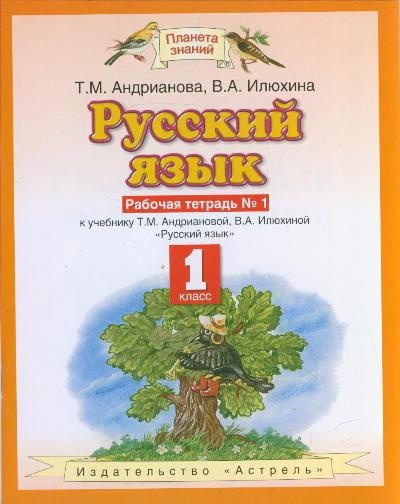 Планета
знаний
Т.М. Андрианова, В.А. Илюхина
Русский
язык
Рабочая тетрадь № 1
к учебнику Т.М. Андриановой, В.А. Илюхиной
«Русский язык»
1
класс
Издательство «Астрель»